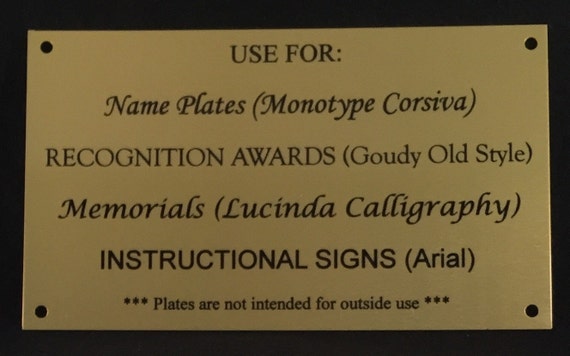 USE FOR:
Name Plates (Monotype Corsiva)
RECOGNITION AWARDS (Goudy Old Style)
Memorials (Lucinda Calligraphy)
INSTRUCTIONAL SIGNS (Arial)
*** Plates are not intended for outside use ***